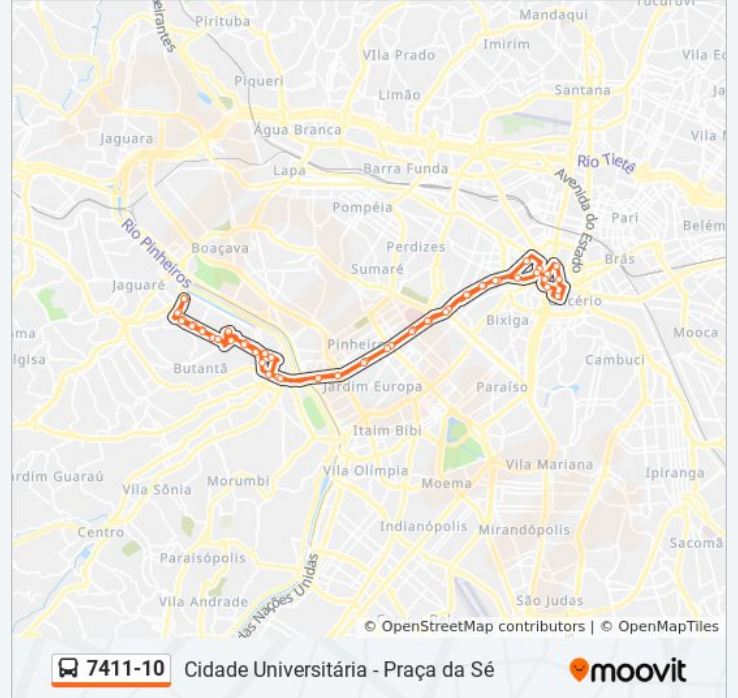 Mandaqui
Tucuruvi
Pirituba
Imirim
Vila Prado
Piqueri
Limão
Santana
Jaguara
Água Branca
Lapa
Barra Funda
Rio Tietê
Avenida do Estado
Pompéia
Pari
Belém
Rio Pinheiros
Boaçava
Perdizes
Brás
Sumaré
Jaguaré
Bixiga
Mooca
Butantã
Cambuci
Jardim Europa
Paraíso
Itaim Bibi
Vila Mariana
Vila Olímpia
Ipiranga
Moema
Morumbi
Vila Sônia
Indianópolis
Mirandópolis
Centro
Paraisópolis
Vila Andrade
São Judas
© OpenStreetMap contributors | © OpenMapTiles
7411-10 Cidade Universitária - Praça da Sé
moovit